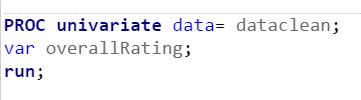 PROC univariate data= dataclean;
var overallRating;
run;